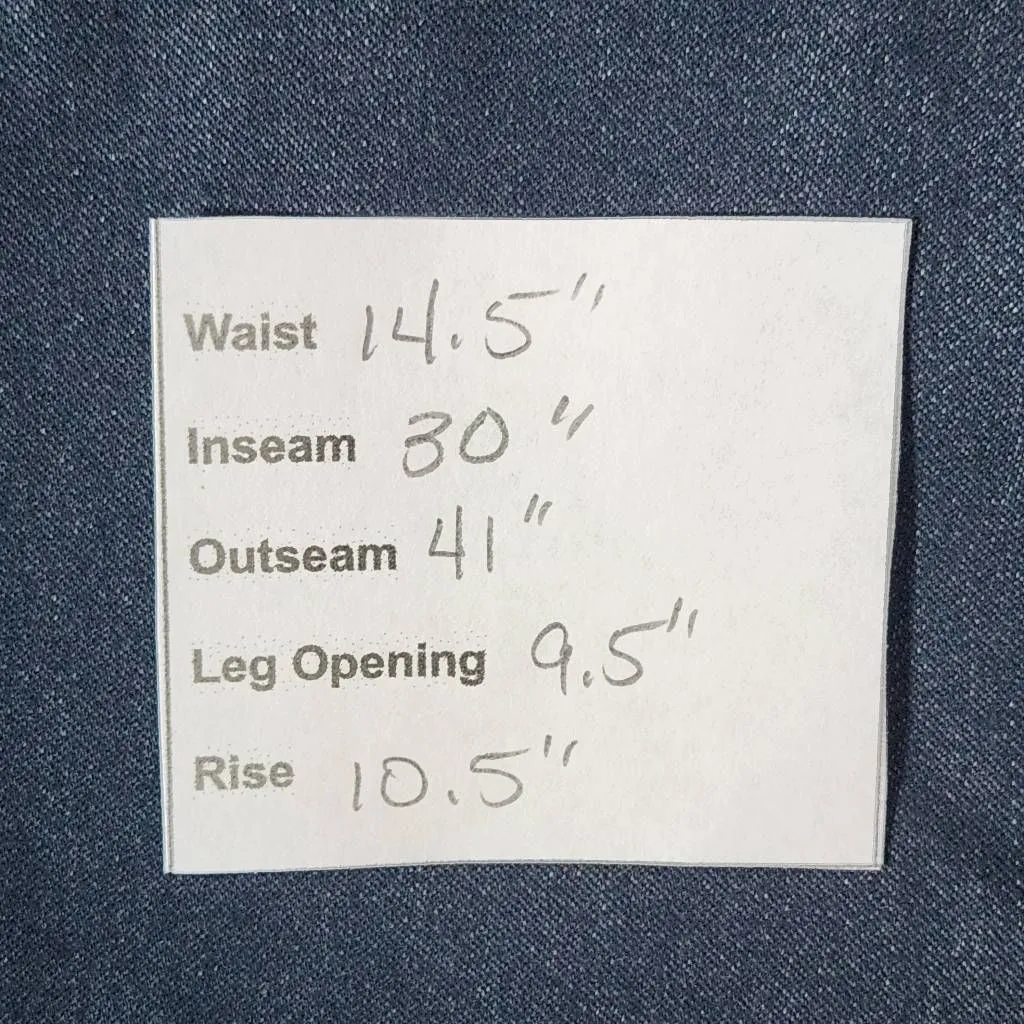 Waist 14.5"
Inseam 30"
Outseam 41"
Leg Opening 9.5"
Rise 10.5"